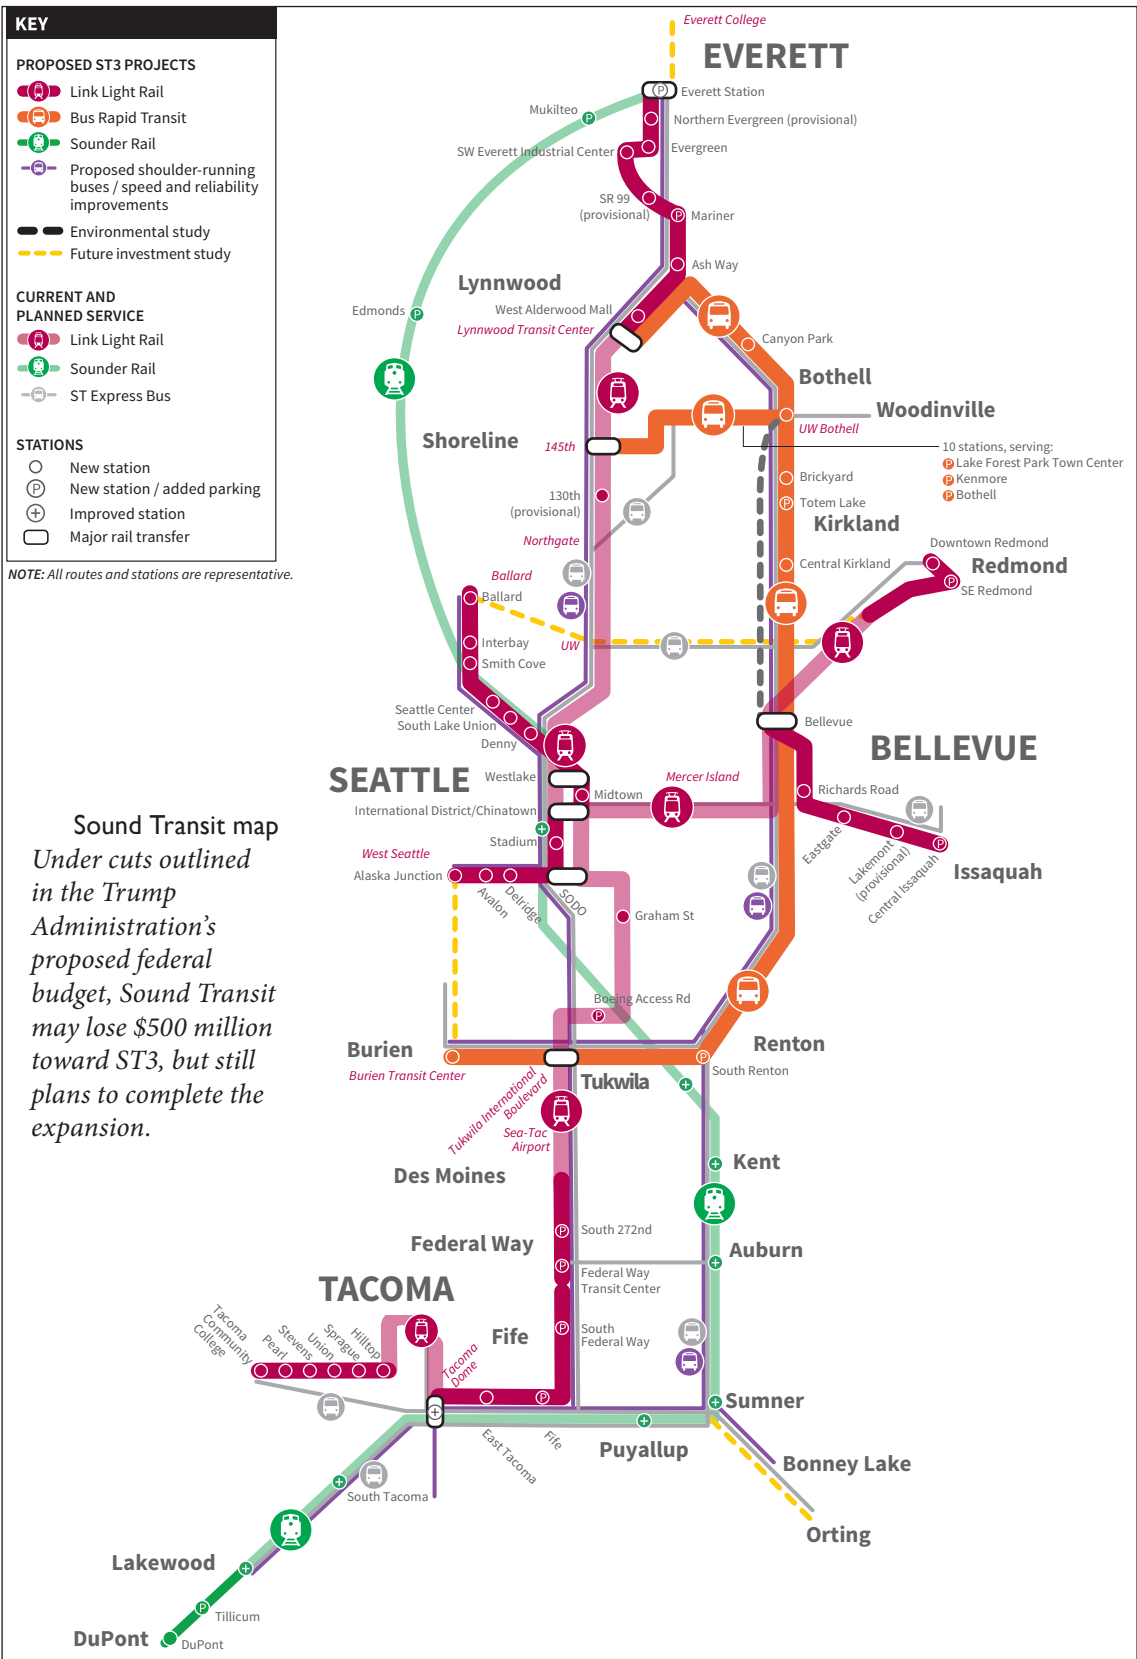 KEY
PROPOSED ST3 PROJECTS
Link Light Rail
Bus Rapid Transit
Sounder Rail
Proposed shoulder-running
buses / speed and reliability
improvements
Environmental study
Future investment study
CURRENT AND
PLANNED SERVICE
Link Light Rail
Sounder Rail
ST Express Bus
STATIONS
New station
P
New station / added parking
Improved station
Major rail transfer
NOTE: All routes and stations are representative.
Everett College
EVERETT
Everett Station
Mukilteo
Northern Evergreen (provisional)
SW Everett Industrial Center
Evergreen
SR 99
(provisional)
Mariner
Ash Way
Lynnwood
West Alderwood Mall
Lynnwood Transit Center
Edmonds
Canyon Park
Bothell
Woodinville
UW Bothell
Shoreline
145th
10 stations, serving:
P Lake Forest Park Town Center
P Kenmore
P Bothell
Brickyard
130th
(provisional)
Totem Lake
Kirkland
Northgate
Downtown Redmond
Redmond
Central Kirkland
SE Redmond
Ballard
Ballard
Interbay
UW
Smith Cove
Seattle Center
South Lake Union
Denny
Bellevue
BELLEVUE
SEATTLE
Westlake
Mercer Island
Midtown
Richards Road
International District/Chinatown
Stadium
Eastgate
Lakemont
(provisional)
Central Issaquah
Issaquah
West Seattle
Alaska Junction
Avalon
Delridge
SODO
Graham St
Sound Transit map
Under cuts outlined
in the Trump
Administration's
proposed federal
budget, Sound Transit
may lose $500 million
toward ST3, but still
plans to complete the
expansion.
Boeing Access Rd
Burien
Burien Transit Center
Renton
South Renton
Tukwila
Tukwila International
Boulevard
Sea-Tac
Airport
Des Moines
Kent
South 272nd
Federal Way
Auburn
Federal Way
Transit Center
TACOMA
Tacoma
Community
College
Pearl
Stevens
Union
Sprague
Hilltop
Fife
South
Federal Way
Tacoma
Dome
Sumner
East Tacoma
Fife
Puyallup
Bonney Lake
South Tacoma
Orting
Lakewood
Tillicum
DuPont
DuPont